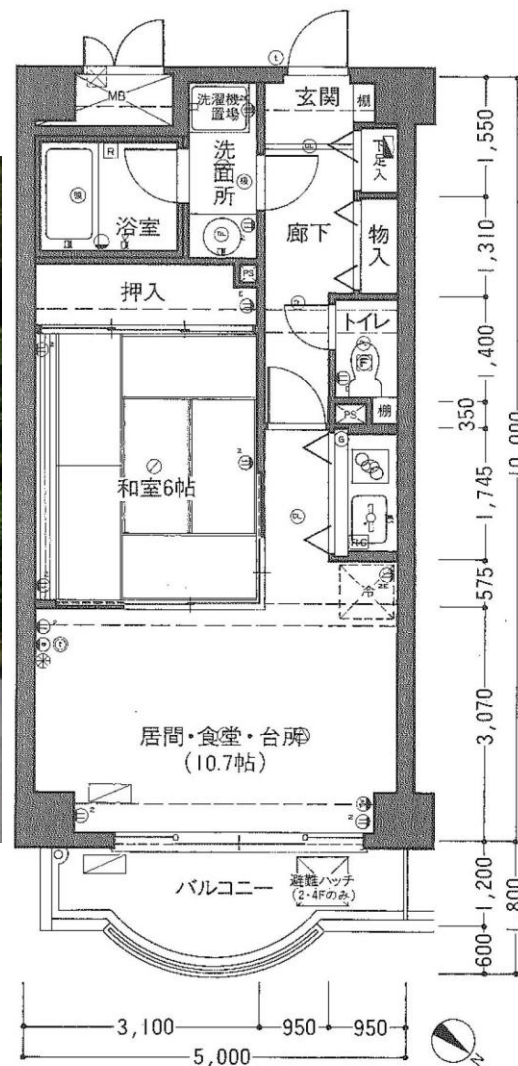 MB
洗濯機
置場
玄関
棚
下足入
R
洗面所
浴室
廊下
物入
PS
押入
トイレ
PS
棚
G
和室6帖
冷
居間・食堂・台所
(10.7帖)
バルコニー
避難ハッチ
(2・4Fのみ)
1,550
1,310
1,400
350
1,745
575
3,070
1,200
600
1,800
3,100
950
950
5,000
N